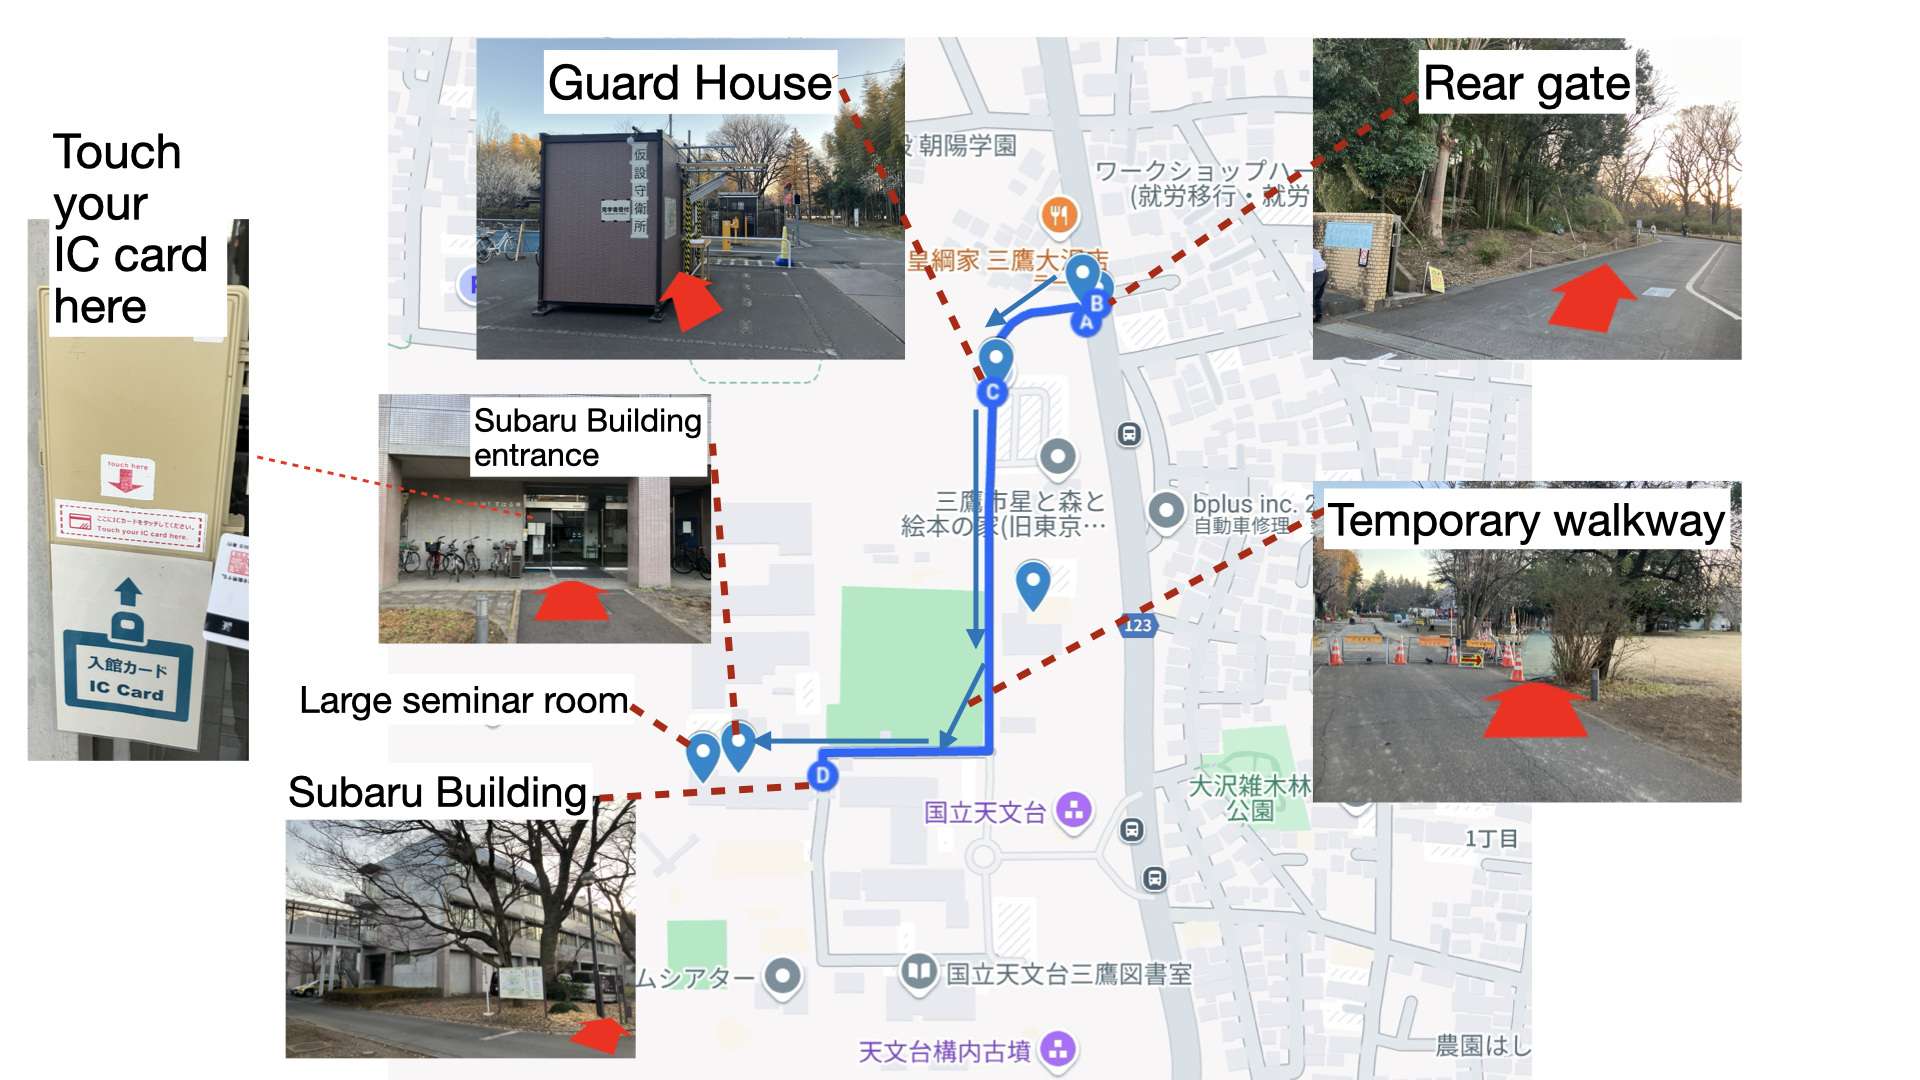 Guard House
Rear gate
Touch
your
IC card
here
仮設守衛所
見学者受付
朝陽学園
ワークショップハー
(就労移行・就労
皇綱家 三鷹大沢店
B
A
C
touch here
ここにICカードをタッチしてください。
Touch your IC card here.
入館カード
IC Card
Subaru Building
entrance
三鷹市星と森と
絵本の家(旧東京…
bplus inc. 2
自動車修理
Temporary walkway
123
Large seminar room
D
Subaru Building
国立天文台
大沢雑木林
公園
1丁目
ムシアター
国立天文台三鷹図書室
天文台構内古墳
農園はし